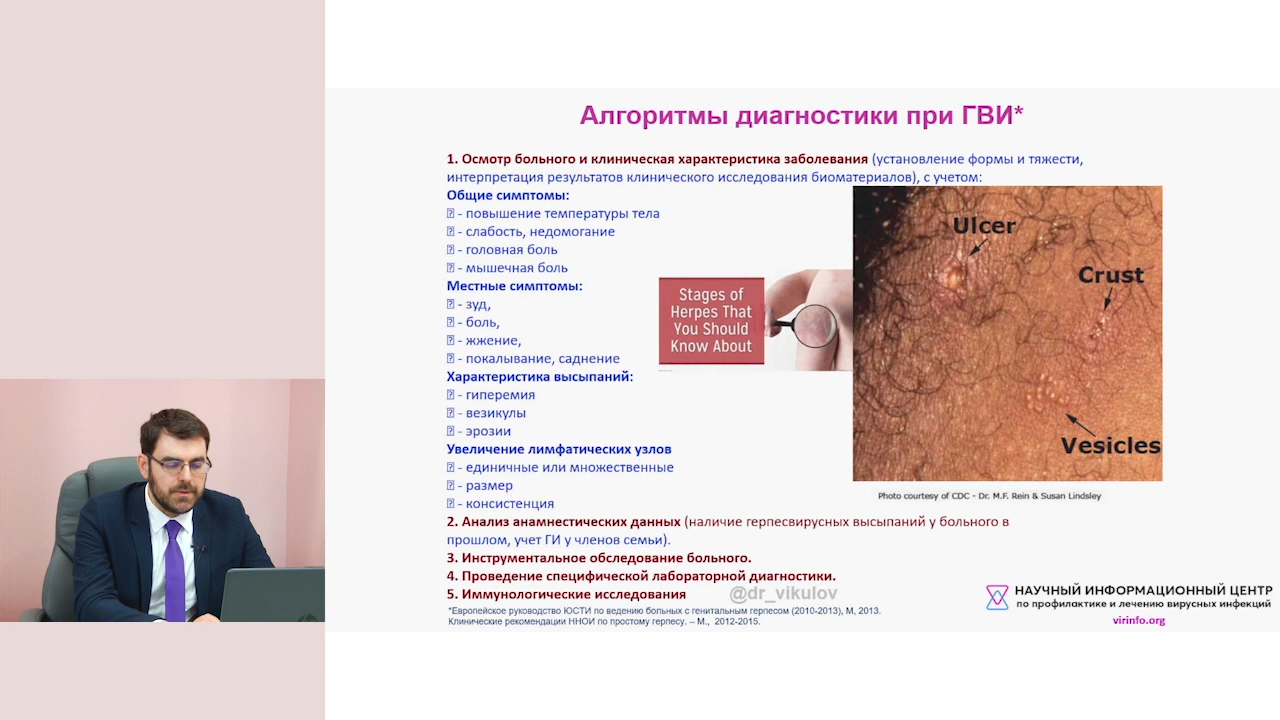 Алгоритмы диагностики при ГВИ*
1. Осмотр больного и клиническая характеристика заболевания (установление формы и тяжести,
интерпретация результатов клинического исследования биоматериалов), с учетом:
Общие симптомы:
- повышение температуры тела
- слабость, недомогание
- головная боль
- мышечная боль
Местные симптомы:
- зуд,
- боль,
- жжение,
- покалывание, саднение
Характеристика высыпаний:
- гиперемия
- везикулы
- эрозии
Увеличение лимфатических узлов
- единичные или множественные
- размер
- консистенция
2. Анализ анамнестических данных (наличие герпесвирусных высыпаний у больного в
прошлом, учет ГИ у членов семьи).
3. Инструментальное обследование больного.
4. Проведение специфической лабораторной диагностики.
5. Иммунологические исследования
@dr_vikulov
*Европейское руководство ЮСТИ по ведению больных с генитальным герпесом (2010-2013), М, 2013.
Клинические рекомендации ННОИ по простому герпесу. – М., 2012-2015.
Stages of
Herpes That
You Should
Know About
Ulcer
Crust
Vesicles
Photo courtesy of CDC - Dr. M.F. Rein & Susan Lindsley
НАУЧНЫЙ ИНФОРМАЦИОННЫЙ ЦЕНТР
по профилактике и лечению вирусных инфекций
virinfo.org